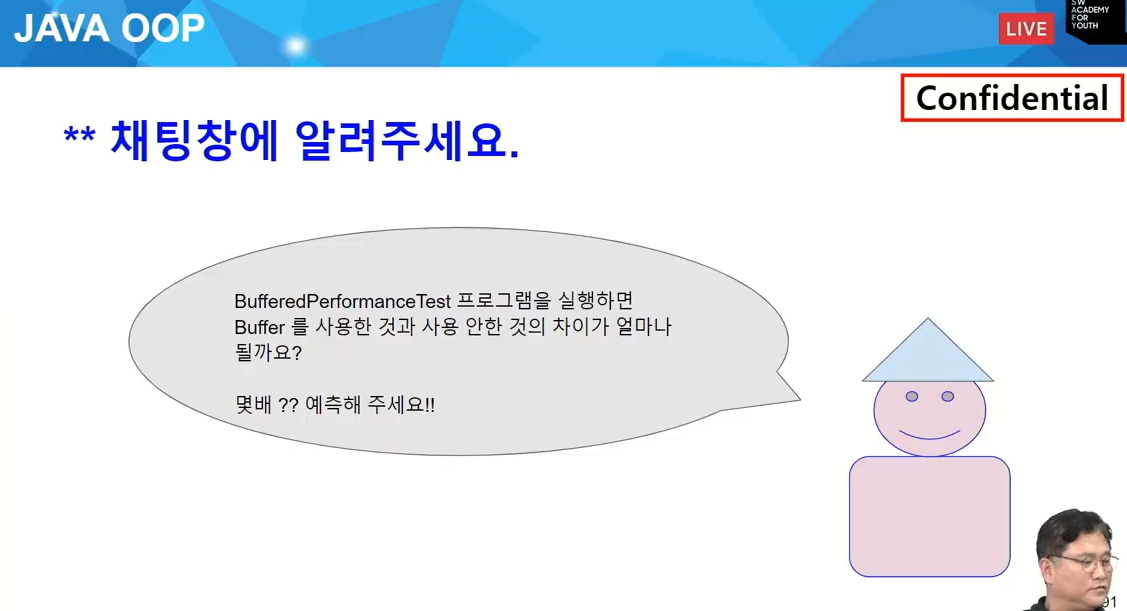 JAVA OOP
LIVE
SW
ACADEMY
FOR
YOUTH
Confidential
** 채팅창에 알려주세요.
BufferedPerformanceTest 프로그램을 실행하면
Buffer 를 사용한 것과 사용 안한 것의 차이가 얼마나
될까요?
몇배 ?? 예측해 주세요!!